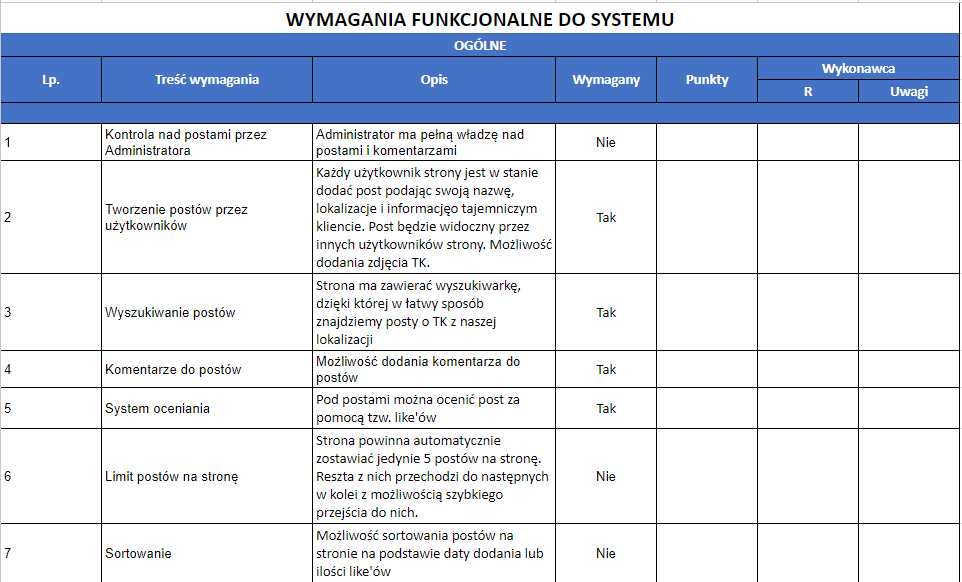 WYMAGANIA FUNKCJONALNE DO SYSTEMU
OGÓLNE
Lp.
Treść wymagania
Opis
Wymagany
Punkty
Wykonawca
R
Uwagi
1
Kontrola nad postami przez
Administratora
Administrator ma pełną władzę nad
postami i komentarzami
Nie
2
Tworzenie postów przez
użytkowników
Każdy użytkownik strony jest w stanie
dodać post podając swoją nazwę,
lokalizacje i informacjęo tajemniczym
kliencie. Post będzie widoczny przez
innych użytkowników strony. Możliwość
dodania zdjęcia TK.
Tak
3
Wyszukiwanie postów
Strona ma zawierać wyszukiwarkę,
dzięki której w łatwy sposób
znajdziemy posty o TK z naszej
lokalizacji
Tak
4
Komentarze do postów
Możliwość dodania komentarza do
postów
Tak
5
System oceniania
Pod postami można ocenić post za
pomocą tzw. like'ów
Tak
6
Limit postów na stronę
Strona powinna automatycznie
zostawiać jedynie 5 postów na stronę.
Reszta z nich przechodzi do następnych
w kolei z możliwością szybkiego
przejścia do nich.
Nie
7
Sortowanie
Możliwość sortowania postów na
stronie na podstawie daty dodania lub
ilości like'ów
Nie